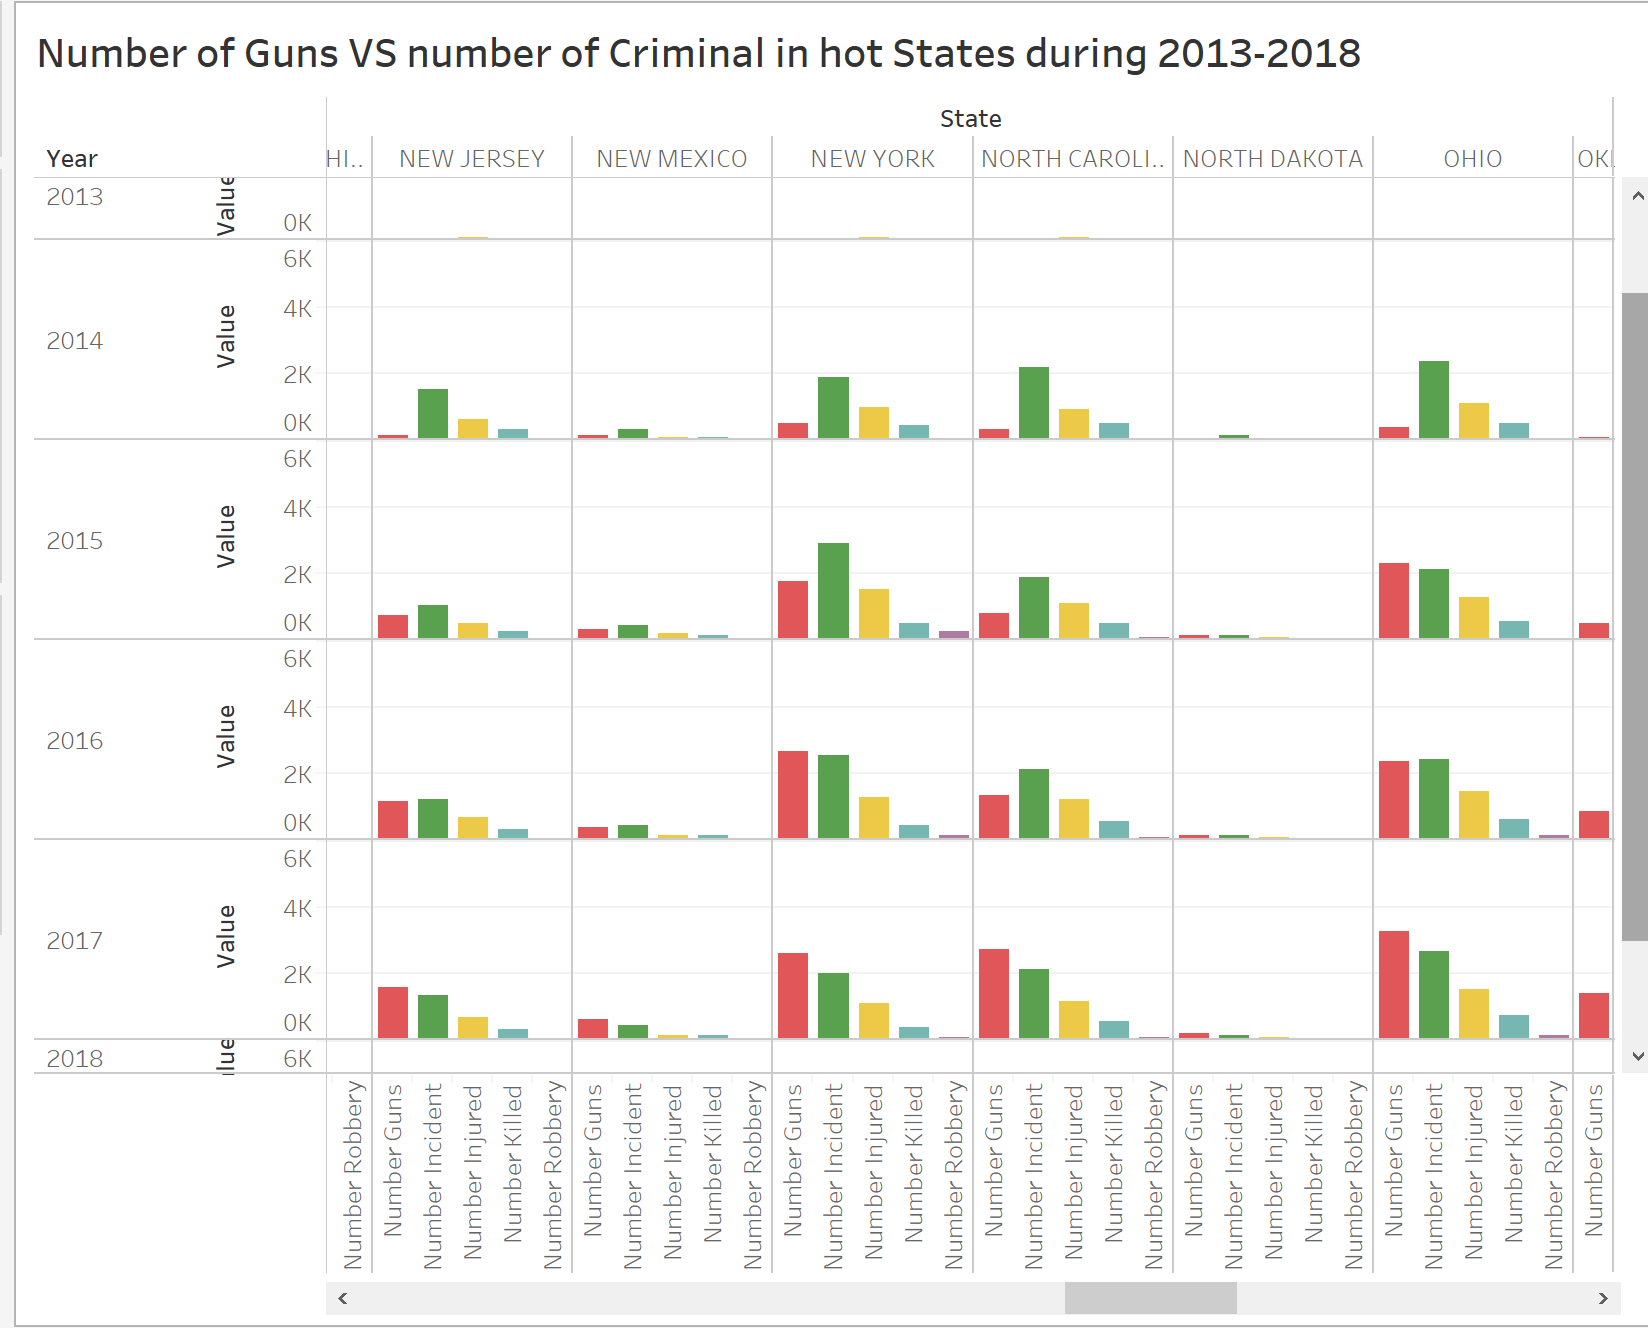 Number of Guns VS number of Criminal in hot States during 2013-2018
State
Year
HI..
NEW JERSEY
NEW MEXICO
NEW YORK
NORTH CAROLI..
NORTH DAKOTA
OHIO
2013
Value
0K
2014
Value
6K
4K
2K
0K
2015
Value
6K
4K
2K
0K
2016
Value
6K
4K
2K
0K
2017
Value
6K
4K
2K
0K
2018
6K
Number Robbery
Number Guns
Number Incident
Number Injured
Number Killed
Number Robbery
Number Guns
Number Incident
Number Injured
Number Killed
Number Robbery
Number Guns
Number Incident
Number Injured
Number Killed
Number Robbery
Number Guns
Number Incident
Number Injured
Number Killed
Number Robbery
Number Guns
Number Incident
Number Injured
Number Killed
Number Robbery
Number Guns
Number Incident
Number Injured
Number Killed
Number Robbery
Number Guns